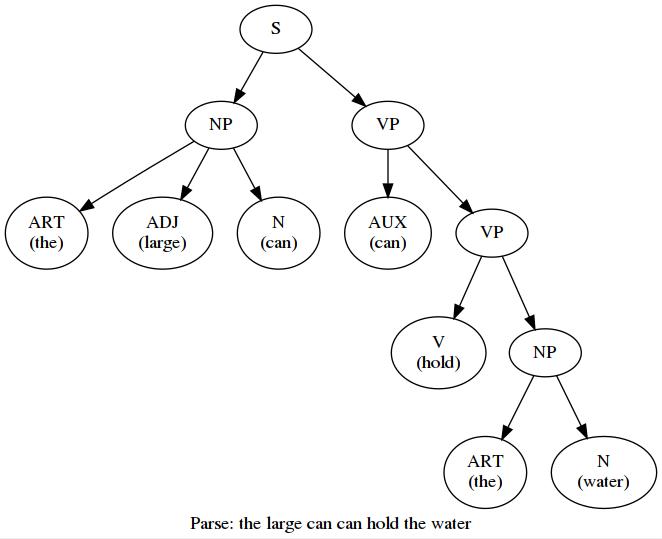 S
NP
VP
ART
(the)
ADJ
(large)
N
(can)
AUX
(can)
VP
V
(hold)
NP
ART
(the)
N
(water)
Parse: the large can can hold the water